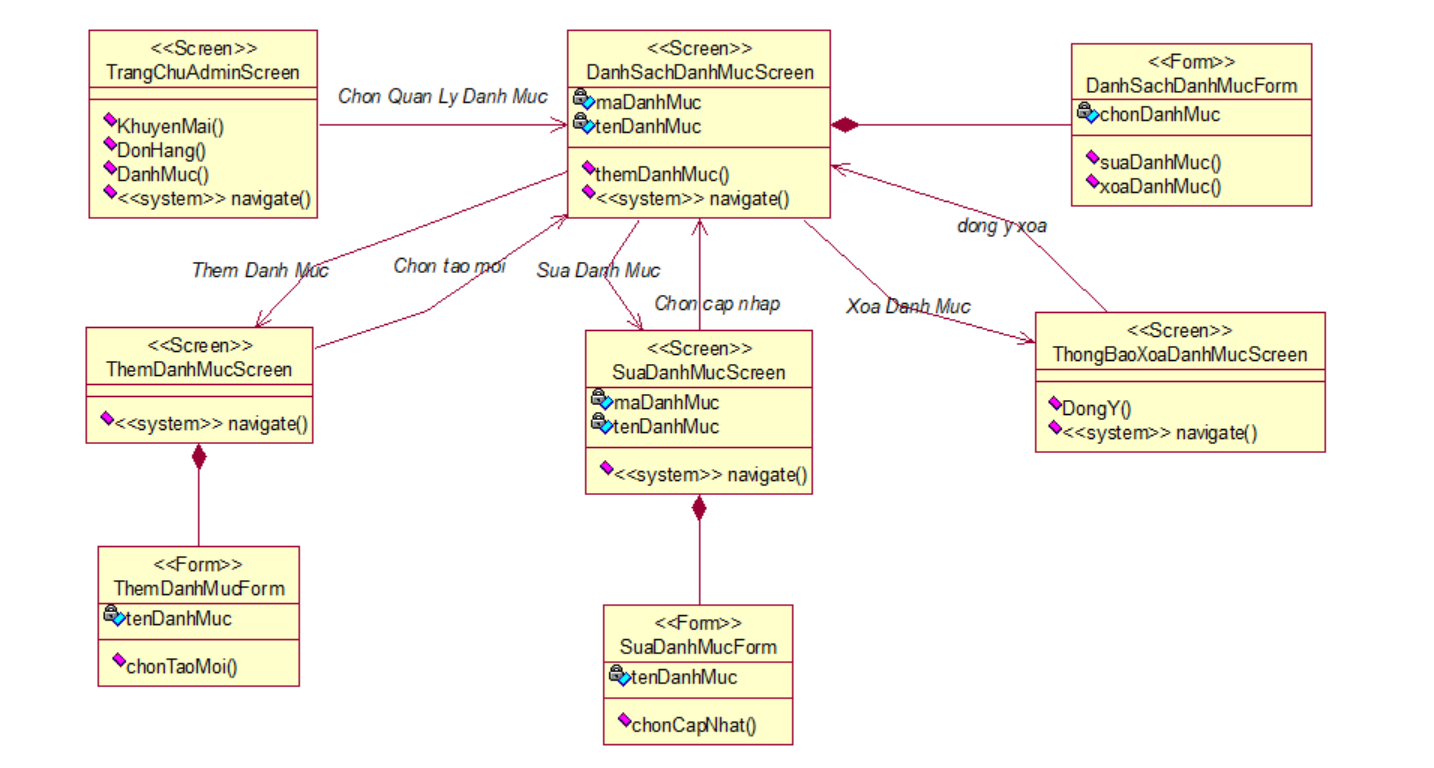 <<Screen>>
TrangChuAdminScreen
KhuyenMai()
DonHang()
DanhMuc()
<<system>> navigate()
Chon Quan Ly Danh Muc
<<Screen>>
DanhSachDanhMucScreen
maDanhMuc
tenDanhMuc
themDanhMuc()
<<system>> navigate()
<<Form>>
DanhSachDanhMucForm
chonDanhMuc
suaDanhMuc()
xoaDanhMuc()
Them Danh Muc
Chon tao moi
Sua Danh Muc
Chon cap nhap
Xoa Danh Muc
dong y xoa
<<Screen>>
ThemDanhMucScreen
<<system>> navigate()
<<Screen>>
SuaDanhMucScreen
maDanhMuc
tenDanhMuc
<<system>> navigate()
<<Screen>>
ThongBaoXoaDanhMucScreen
DongY()
<<system>> navigate()
<<Form>>
ThemDanhMucForm
tenDanhMuc
chonTaoMoi()
<<Form>>
SuaDanhMucForm
tenDanhMuc
chonCapNhat()